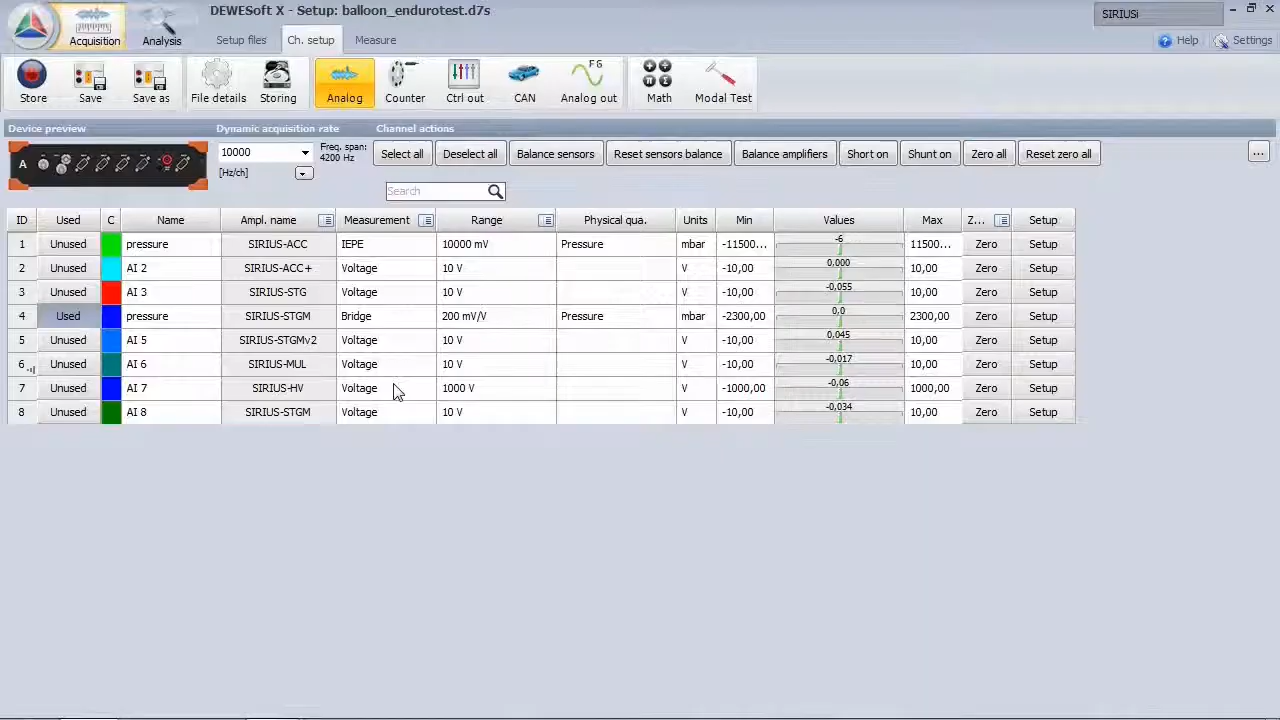 DEWESoft X - Setup: balloon_endurotest.d7s
SIRIUSi
Acquisition
Analysis
Setup files
Ch. setup
Measure
Help
Settings
Store
Save
Save as
File details
Storing
Analog
Counter
Ctrl out
CAN
FG
Analog out
Math
Modal Test
Device preview
Dynamic acquisition rate
Channel actions
A
10000
[Hz/ch]
Freq. span:
4200 Hz
Select all
Deselect all
Balance sensors
Reset sensors balance
Balance amplifiers
Short on
Shunt on
Zero all
Reset zero all
...
Search
ID Used C Name Ampl. name Measurement Range Physical qua. Units Min Values Max Z... Setup
1 Unused pressure SIRIUS-ACC IEPE 10000 mV Pressure mbar -11500... -6 11500... Zero Setup
2 Unused AI 2 SIRIUS-ACC+ Voltage 10 V V -10,00 0,000 10,00 Zero Setup
3 Unused AI 3 SIRIUS-STG Voltage 10 V V -10,00 -0,055 10,00 Zero Setup
4 Used pressure SIRIUS-STGM Bridge 200 mV/V Pressure mbar -2300,00 0,0 2300,00 Zero Setup
5 Unused AI 5 SIRIUS-STGMv2 Voltage 10 V V -10,00 0,045 10,00 Zero Setup
6 Unused AI 6 SIRIUS-MUL Voltage 10 V V -10,00 -0,017 10,00 Zero Setup
7 Unused AI 7 SIRIUS-HV Voltage 1000 V V -1000,00 -0,06 1000,00 Zero Setup
8 Unused AI 8 SIRIUS-STGM Voltage 10 V V -10,00 -0,034 10,00 Zero Setup